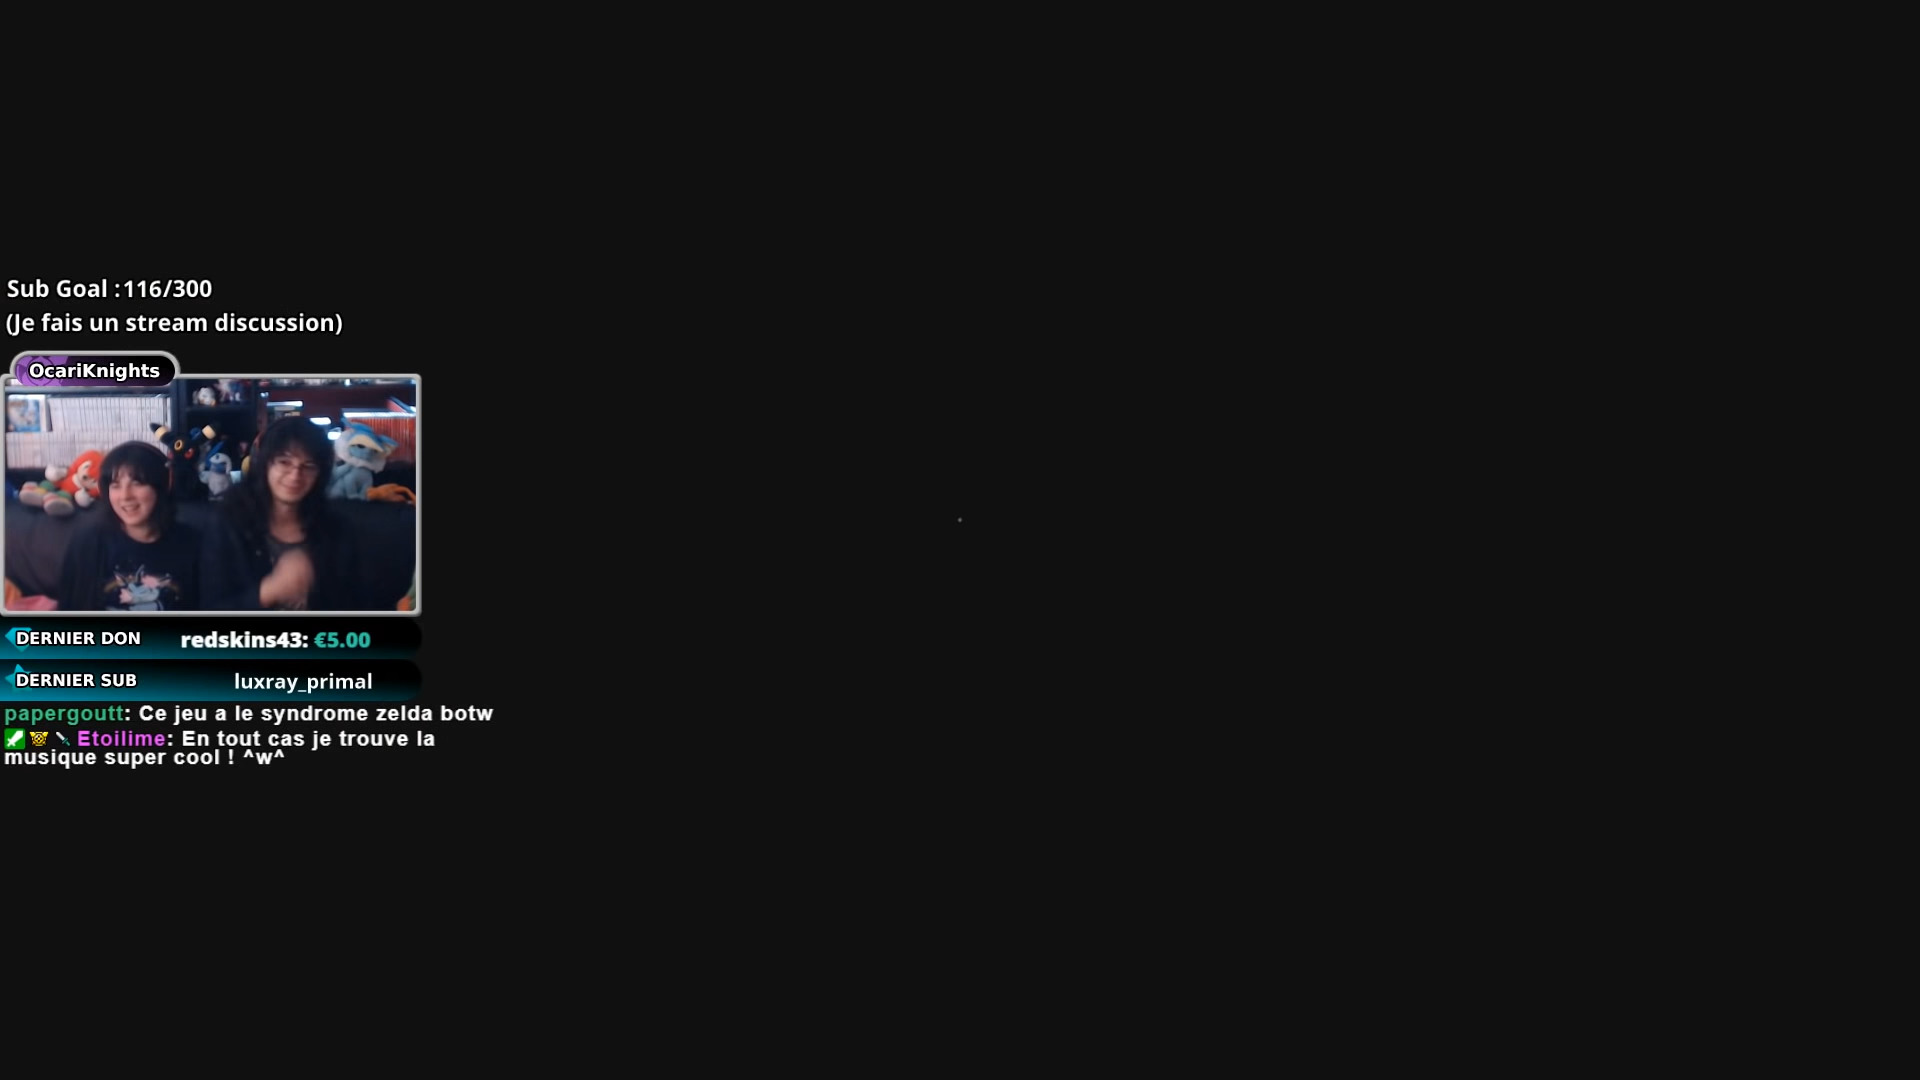 Sub Goal :116/300
(Je fais un stream discussion)
OcariKnights
DERNIER DON redskins43: €5.00
DERNIER SUB luxray_primal
papergoutt: Ce jeu a le syndrome zelda botw
Etoilime: En tout cas je trouve la
musique super cool ! ^w^